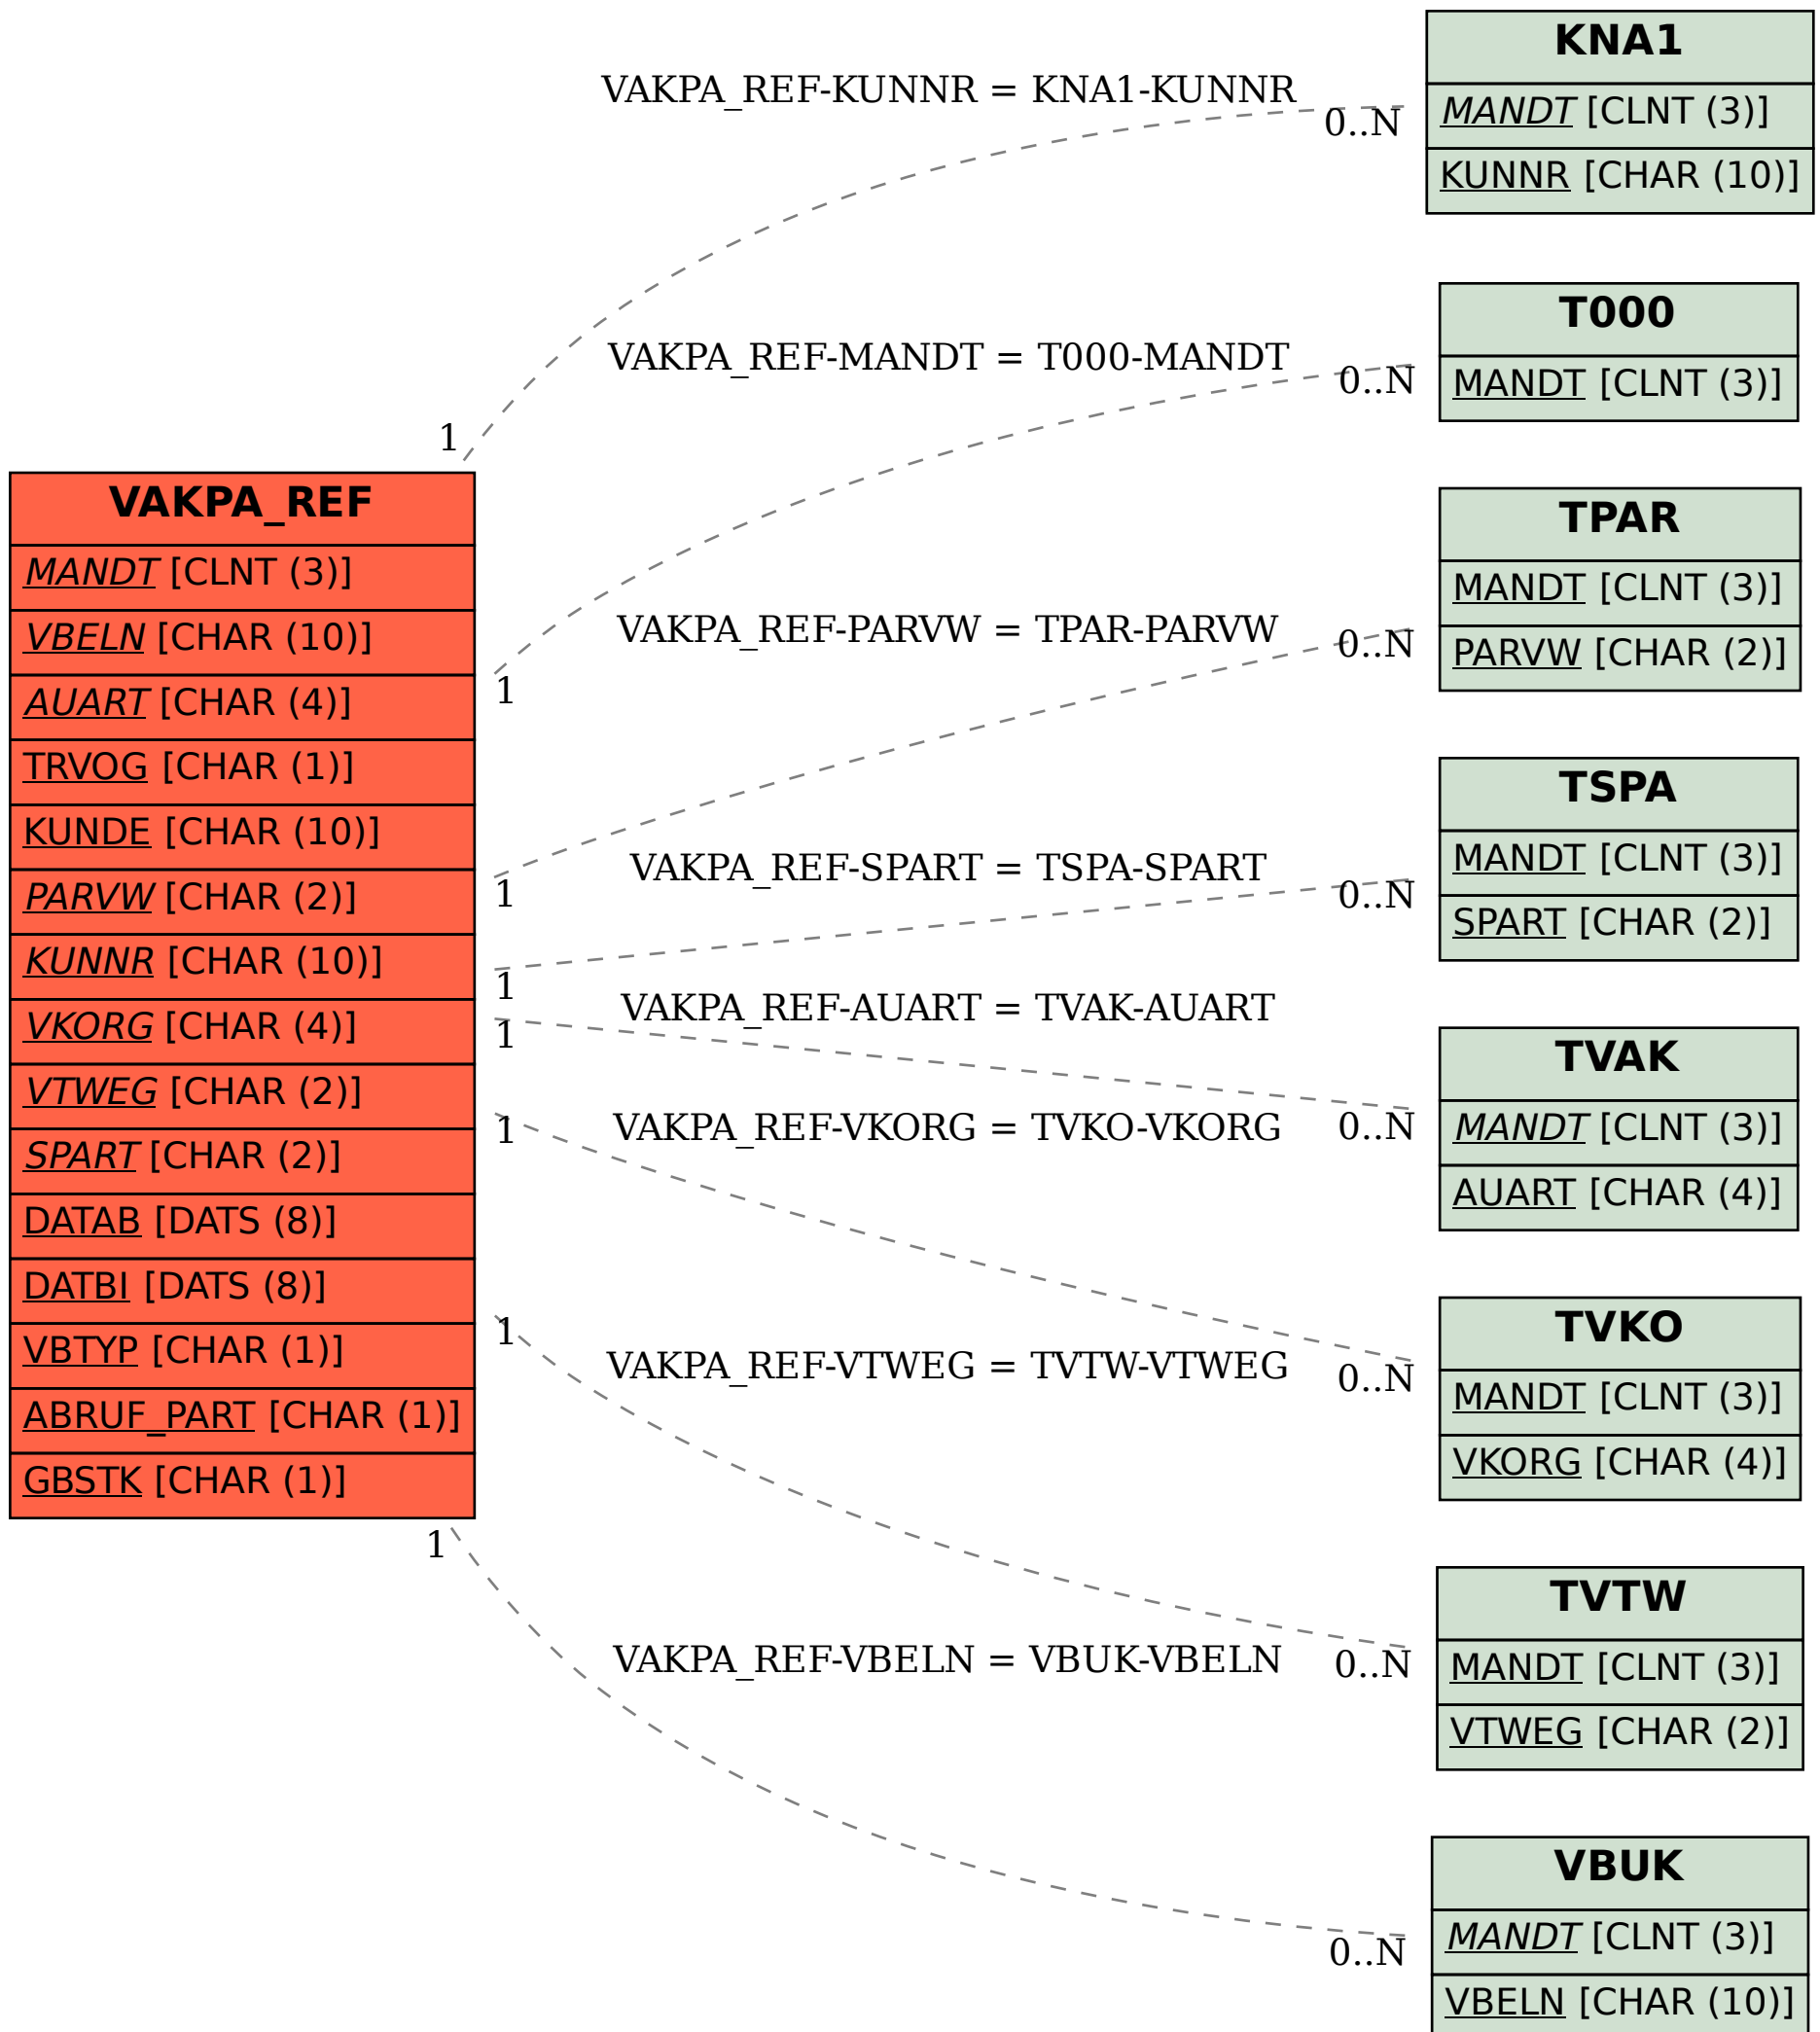 KNA1
MANDT [CLNT (3)]
KUNNR [CHAR (10)]
VAKPA_REF-KUNNR = KNA1-KUNNR
0..N
1
T000
MANDT [CLNT (3)]
VAKPA_REF-MANDT = T000-MANDT
0..N
1
VAKPA_REF
MANDT [CLNT (3)]
VBELN [CHAR (10)]
AUART [CHAR (4)]
TRVOG [CHAR (1)]
KUNDE [CHAR (10)]
PARVW [CHAR (2)]
KUNNR [CHAR (10)]
VKORG [CHAR (4)]
VTWEG [CHAR (2)]
SPART [CHAR (2)]
DATAB [DATS (8)]
DATBI [DATS (8)]
VBTYP [CHAR (1)]
ABRUF_PART [CHAR (1)]
GBSTK [CHAR (1)]
TPAR
MANDT [CLNT (3)]
PARVW [CHAR (2)]
VAKPA_REF-PARVW = TPAR-PARVW
0..N
1
TSPA
MANDT [CLNT (3)]
SPART [CHAR (2)]
VAKPA_REF-SPART = TSPA-SPART
0..N
1
TVAK
MANDT [CLNT (3)]
AUART [CHAR (4)]
VAKPA_REF-AUART = TVAK-AUART
0..N
1
TVKO
MANDT [CLNT (3)]
VKORG [CHAR (4)]
VAKPA_REF-VKORG = TVKO-VKORG
0..N
1
TVTW
MANDT [CLNT (3)]
VTWEG [CHAR (2)]
VAKPA_REF-VTWEG = TVTW-VTWEG
0..N
1
VBUK
MANDT [CLNT (3)]
VBELN [CHAR (10)]
VAKPA_REF-VBELN = VBUK-VBELN
0..N
1